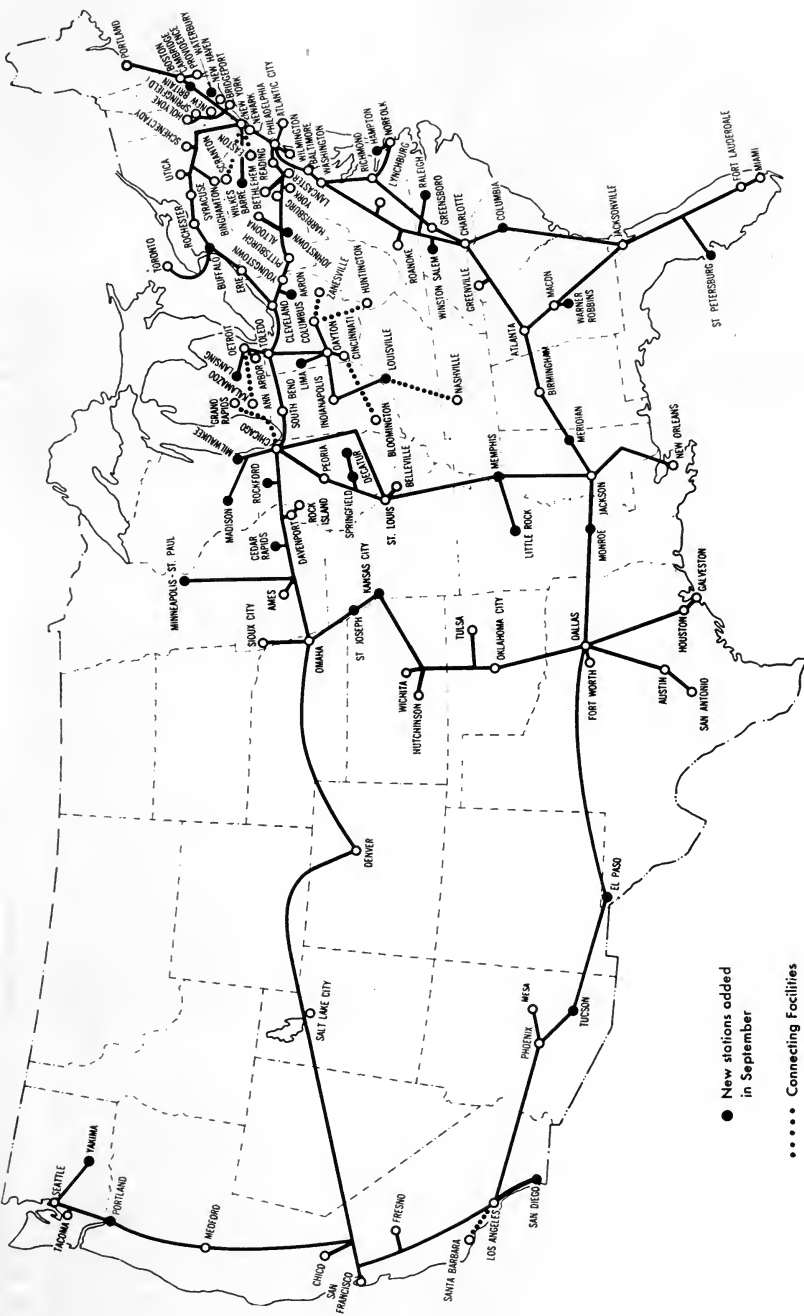 SEATTLE
TACOMA
YAKIMA
PORTLAND
MEDFORD
CHICO
SAN
FRANCISCO
FRESNO
SANTA BARBARA
LOS ANGELES
SAN DIEGO
SALT LAKE CITY
PHOENIX
MESA
TUCSON
EL PASO
DENVER
MINNEAPOLIS - ST. PAUL
SIOUX CITY
AMES
OMAHA
ST JOSEPH
KANSAS CITY
WICHITA
HUTCHINSON
TULSA
OKLAHOMA CITY
DALLAS
FORT WORTH
AUSTIN
SAN ANTONIO
HOUSTON
GALVESTON
MADISON
MILWAUKEE
ROCKFORD
CHICAGO
CEDAR
RAPIDS
DAVENPORT
ROCK
ISLAND
PEORIA
SPRINGFIELD
DECATUR
ST. LOUIS
BELLEVILLE
MEMPHIS
LITTLE ROCK
MONROE
JACKSON
NEW ORLEANS
MERIDIAN
BIRMINGHAM
ATLANTA
MACON
WARNER
ROBBINS
JACKSONVILLE
ST PETERSBURG
FORT LAUDERDALE
MIAMI
GRAND
RAPIDS
KALAMAZOO
LANSING
DETROIT
ANN ARBOR
TOLEDO
SOUTH BEND
LIMA
INDIANAPOLIS
DAYTON
CINCINNATI
BLOOMINGTON
LOUISVILLE
NASHVILLE
HUNTINGTON
ZANESVILLE
COLUMBUS
AKRON
CLEVELAND
YOUNGSTOWN
PITTSBURGH
JOHNSTOWN
ALTOONA
HARRISBURG
YORK
LANCASTER
READING
BETHLEHEM
WILKES
BARRE
BINGHAMTON
SCRANTON
EASTON
ERIE
BUFFALO
TORONTO
ROCHESTER
SYRACUSE
UTICA
SCHENECTADY
HOLYOKE
SPRINGFIELD
NEW
BRITAIN
PORTLAND
BOSTON
CAMBRIDGE
PROVIDENCE
WATERBURY
NEW HAVEN
BRIDGEPORT
NEW YORK
NEWARK
PHILADELPHIA
ATLANTIC CITY
WILMINGTON
BALTIMORE
WASHINGTON
RICHMOND
HAMPTON
NORFOLK
LYNCHBURG
RALEIGH
ROANOKE
GREENSBORO
WINSTON
SALEM
CHARLOTTE
GREENVILLE
COLUMBIA
New stations added
in September
Connecting Facilities